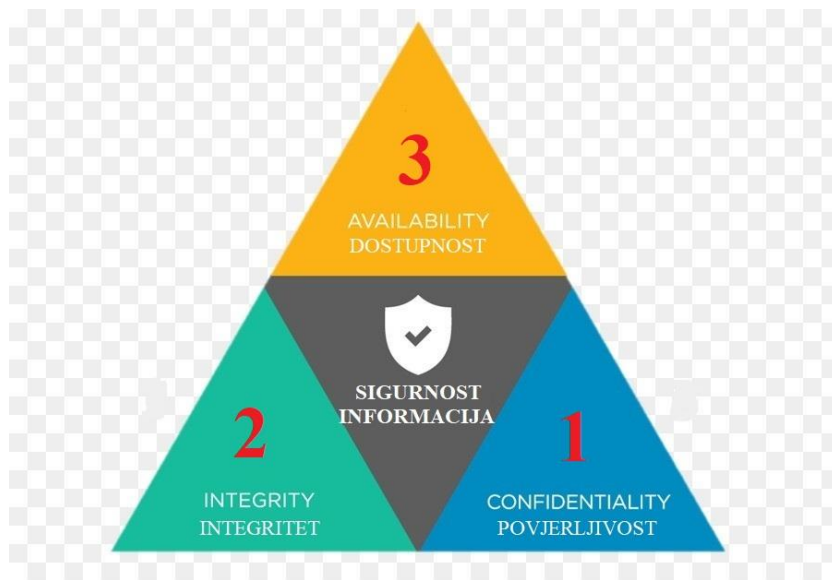 3
AVAILABILITY
DOSTUPNOST
SIGURNOST
INFORMACIJA
2
INTEGRITY
INTEGRITET
1
CONFIDENTIALITY
POVJERLJIVOST